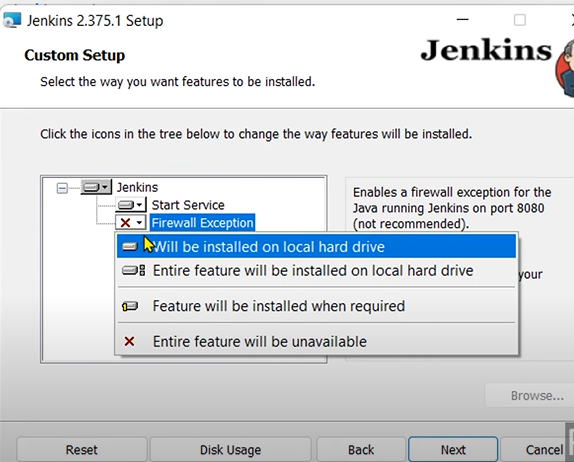 Jenkins 2.375.1 Setup
Custom Setup
Select the way you want features to be installed.
Jenkins
Click the icons in the tree below to change the way features will be installed.
Jenkins
Start Service
Firewall Exception
Will be installed on local hard drive
Entire feature will be installed on local hard drive
Feature will be installed when required
Entire feature will be unavailable
Enables a firewall exception for the
Java running Jenkins on port 8080
(not recommended).
your
Browse...
Reset
Disk Usage
Back
Next
Cancel